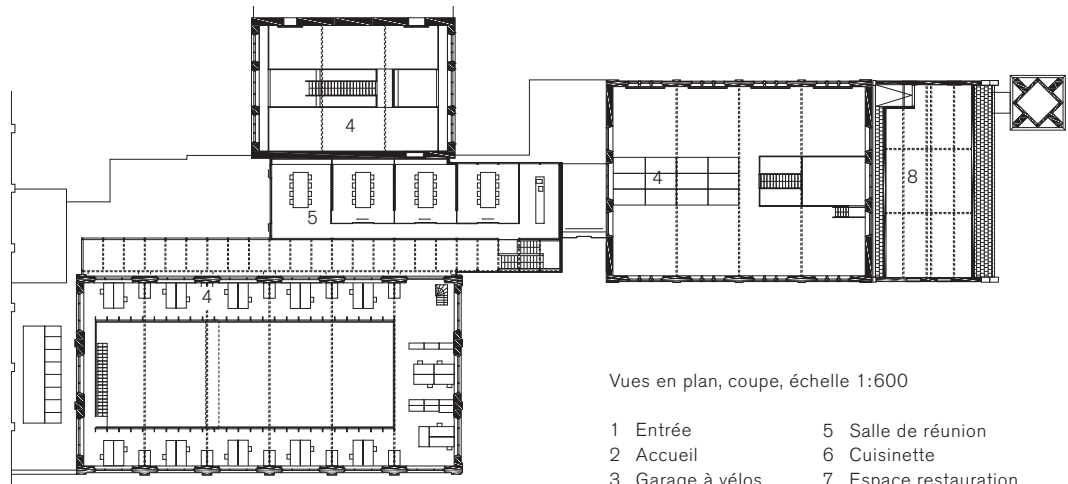 4
4
8
5
4
Vues en plan, coupe, échelle 1:600
1 Entrée
2 Accueil
3 Garage à vélos
5 Salle de réunion
6 Cuisinette
7 Espace restauration